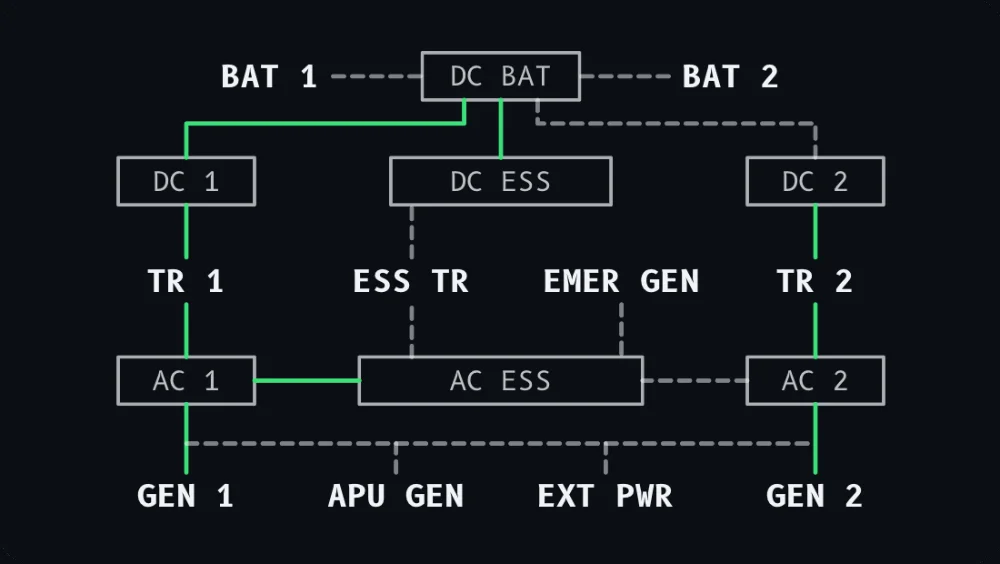 BAT 1 DC BAT BAT 2
DC 1 DC ESS DC 2
TR 1 ESS TR EMER GEN TR 2
AC 1 AC ESS AC 2
GEN 1 APU GEN EXT PWR GEN 2